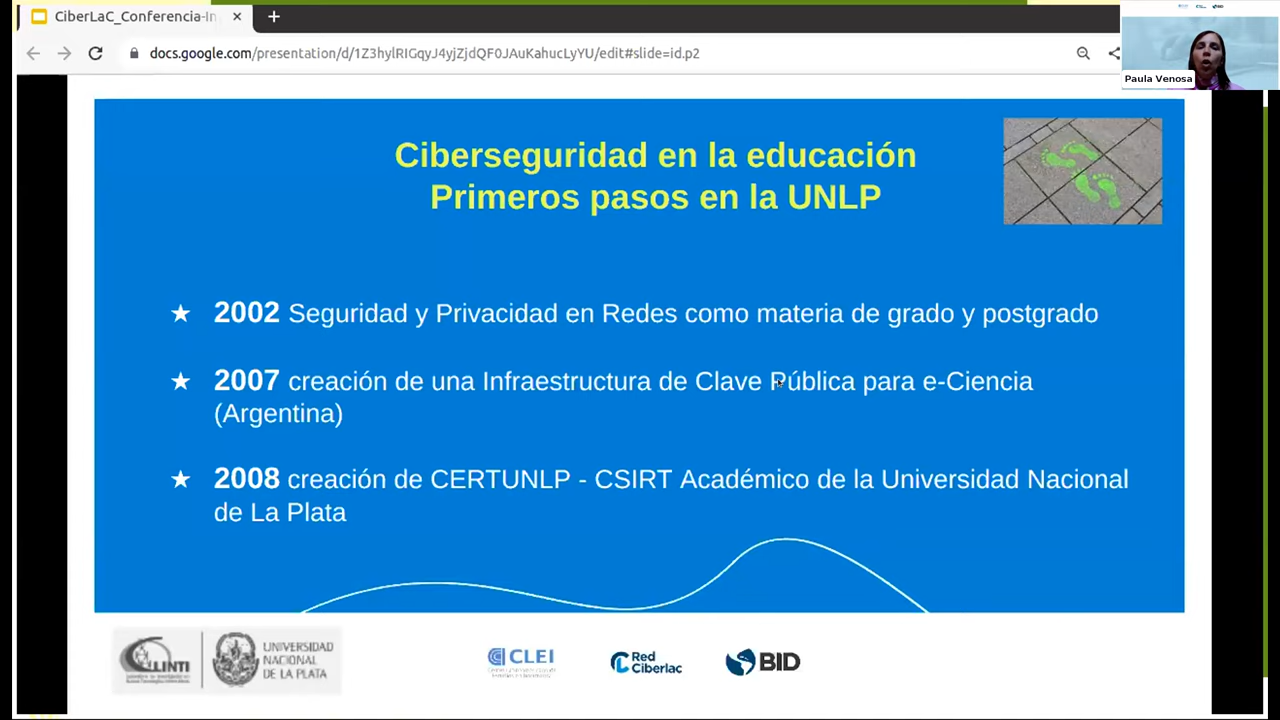 CiberLaC_Conferencia-In
docs.google.com/presentation/d/1Z3hylRIGqyJ4yjZjdQF0JAuKahucLyYU/edit#slide=id.p2
Paula Venosa
Ciberseguridad en la educación
Primeros pasos en la UNLP
★ 2002 Seguridad y Privacidad en Redes como materia de grado y postgrado
★ 2007 creación de una Infraestructura de Clave Pública para e-Ciencia
(Argentina)
★ 2008 creación de CERTUNLP - CSIRT Académico de la Universidad Nacional
de La Plata
LINTI
UNIVERSIDAD
NACIONAL
DE LA PLATA
CLEI
Red
Ciberlac
BID